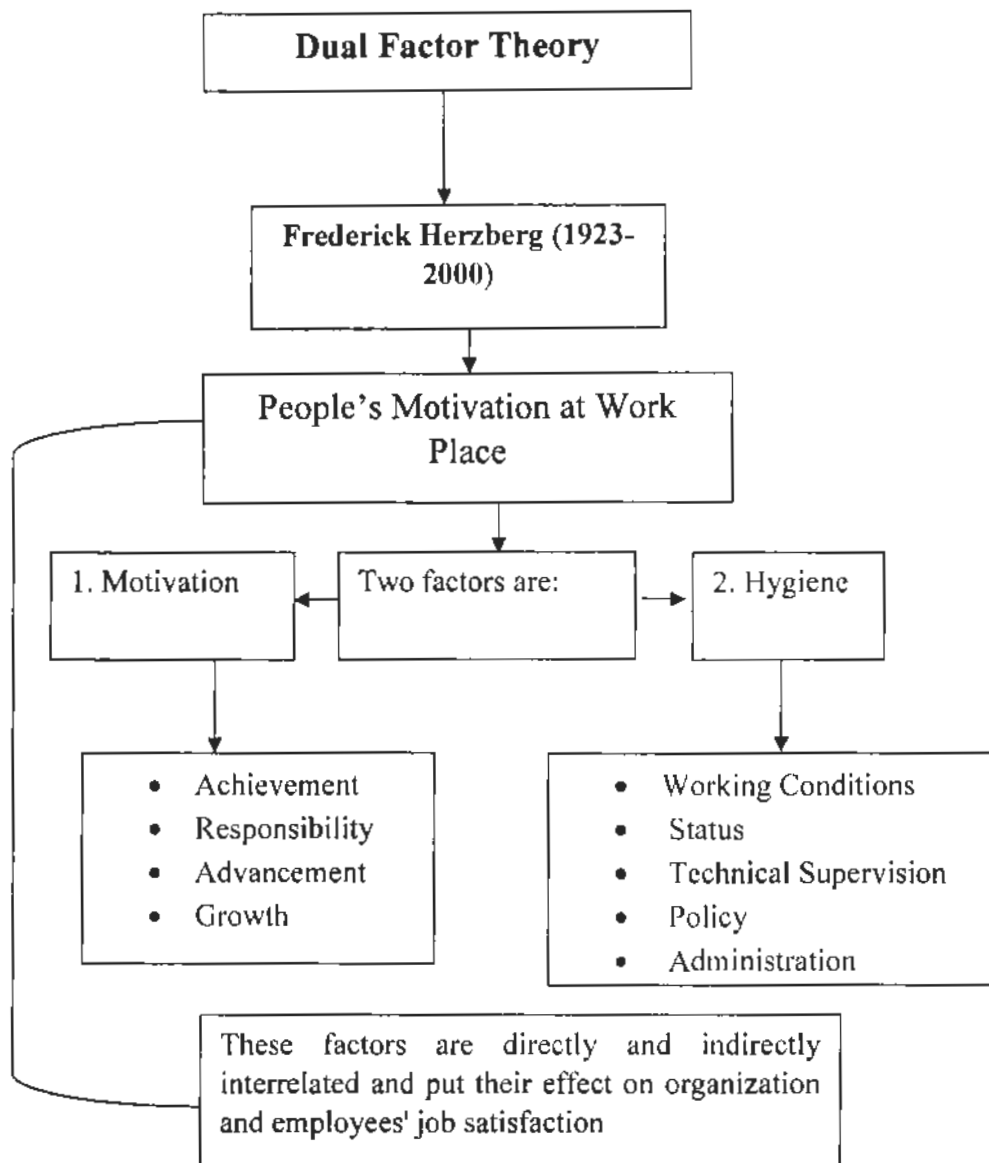 Dual Factor Theory
Frederick Herzberg (1923-
2000)
People's Motivation at Work
Place
1. Motivation
Two factors are:
2. Hygiene
• Achievement
• Responsibility
• Advancement
• Growth
• Working Conditions
• Status
• Technical Supervision
• Policy
• Administration
These factors are directly and indirectly
interrelated and put their effect on organization
and employees' job satisfaction